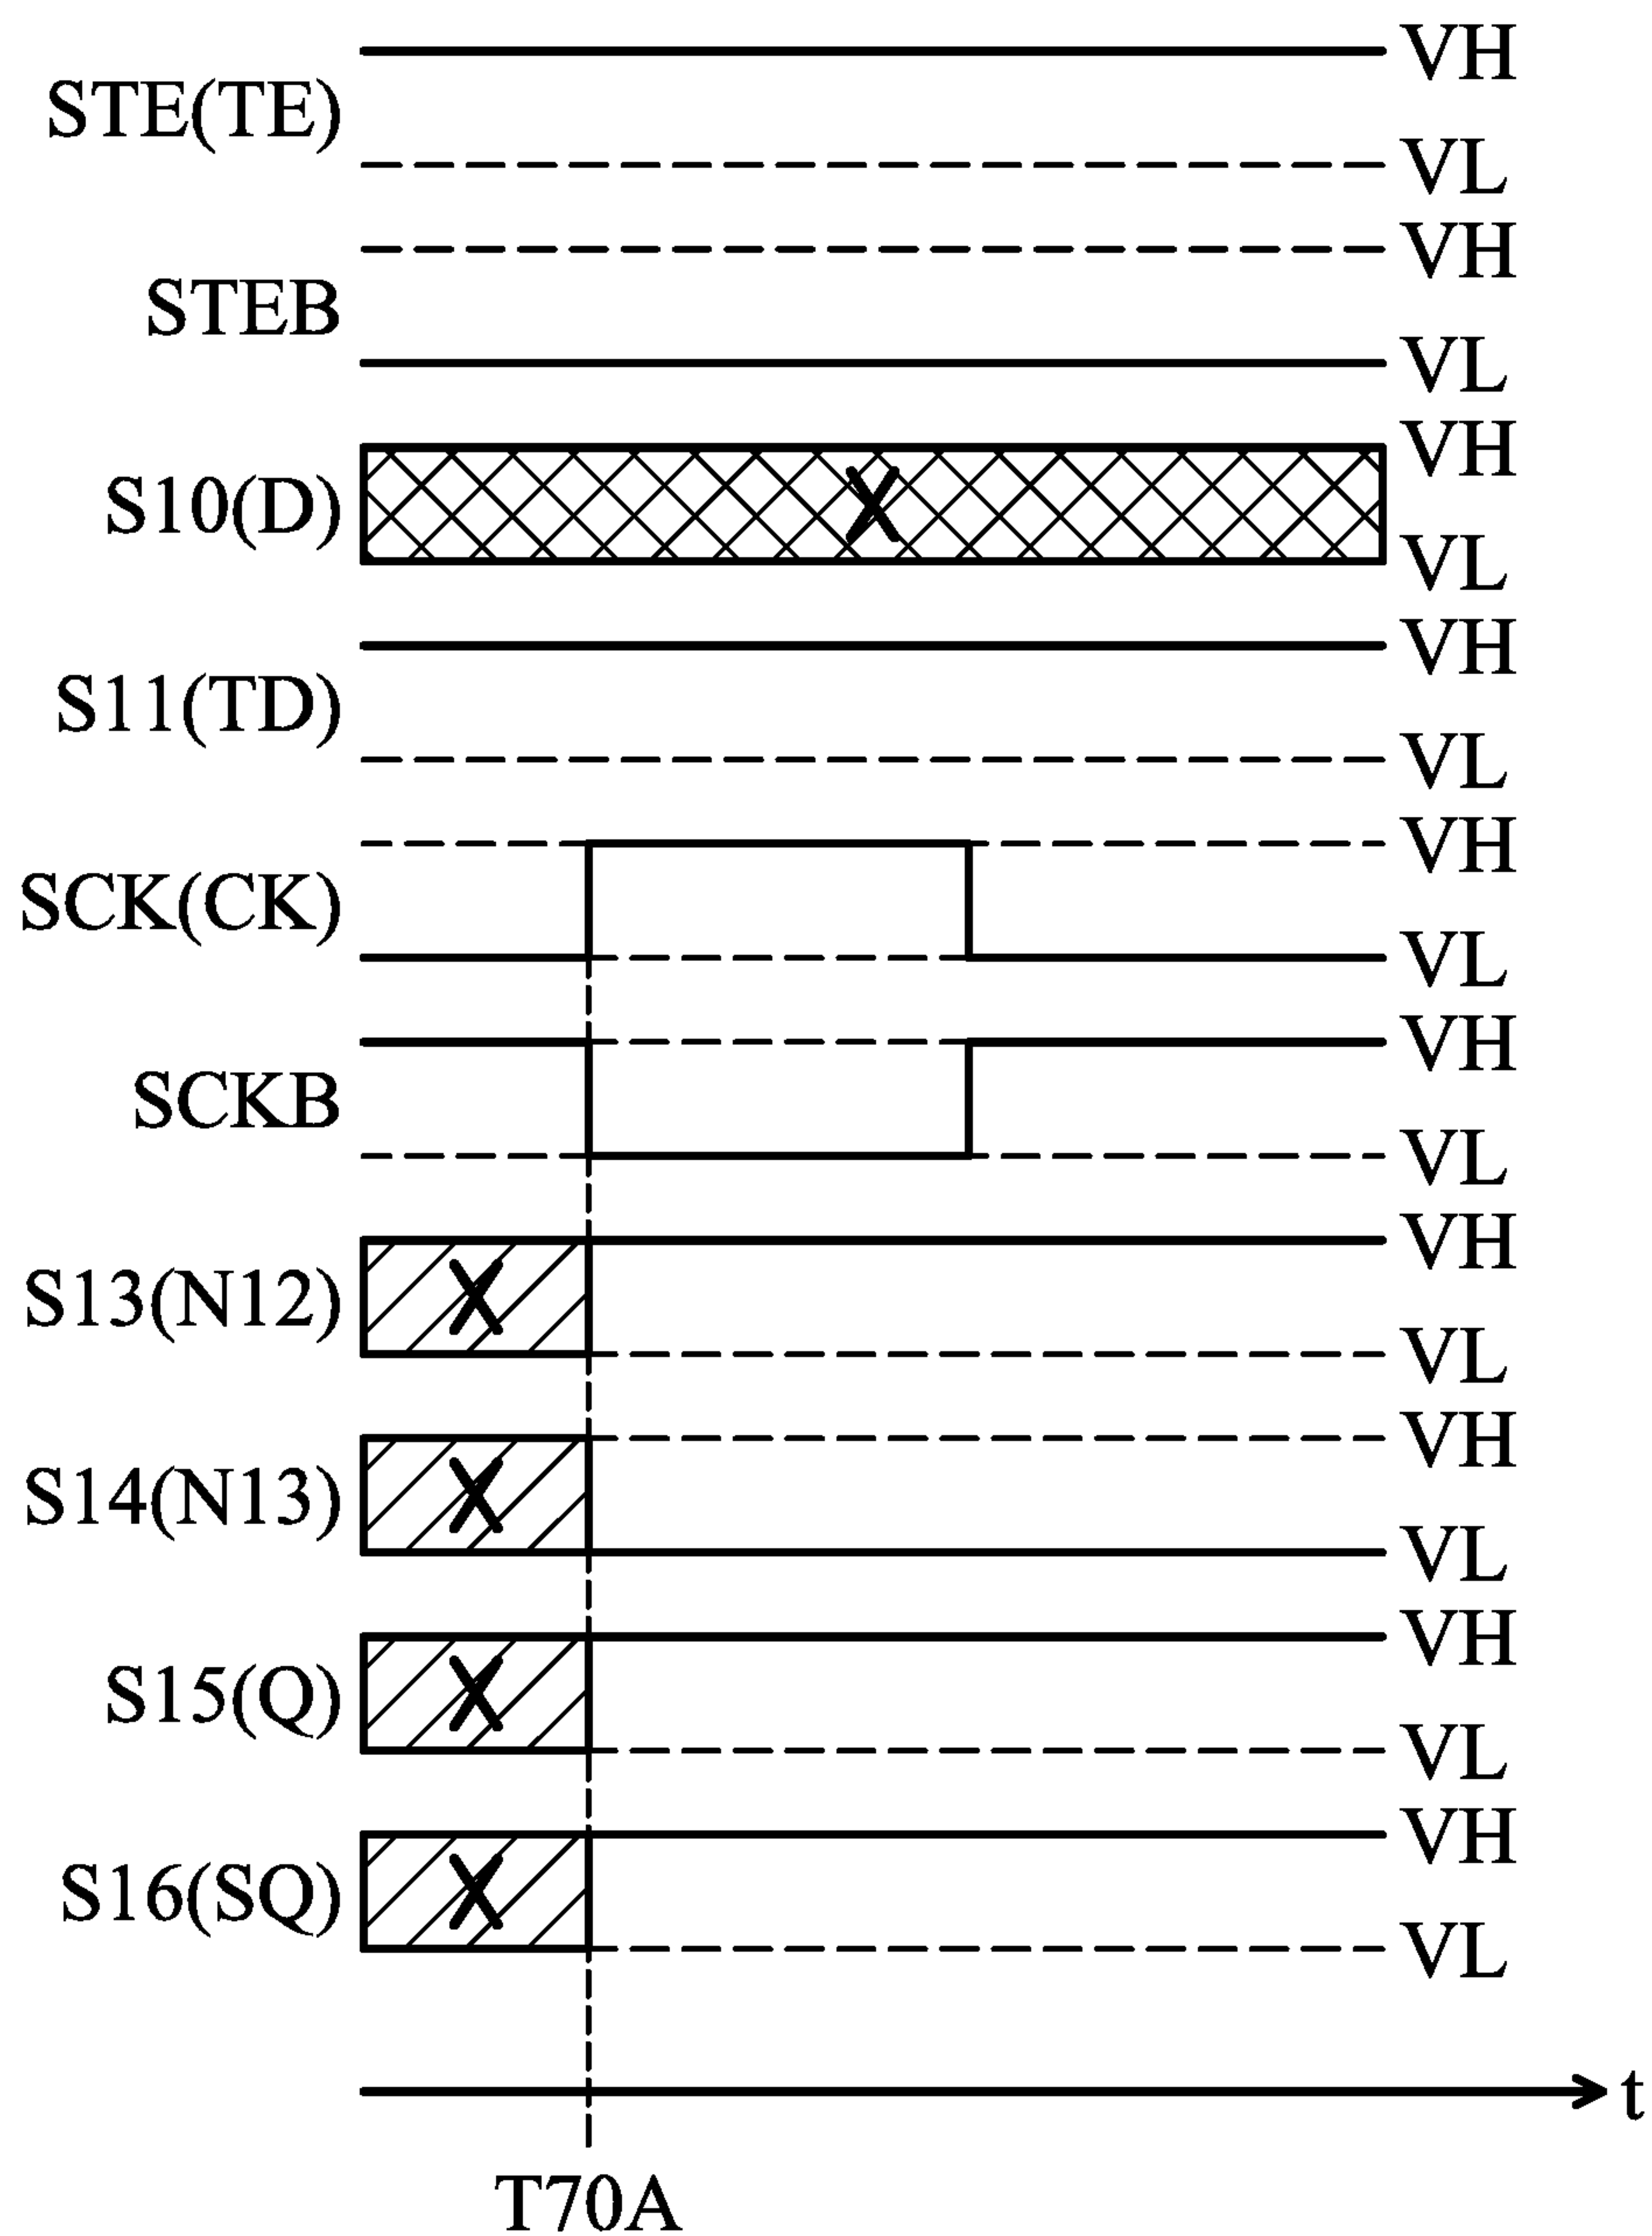 VH
STE(TE)
VL
VH
STEB
VL
VH
S10(D)
X
VL
VH
S11(TD)
VL
VH
SCK(CK)
VL
VH
SCKB
VL
VH
S13(N12)
X
VL
VH
S14(N13)
X
VL
VH
S15(Q)
X
VL
VH
S16(SQ)
X
VL
t
T70A